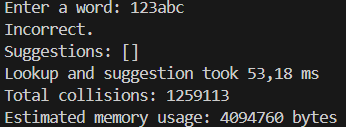 Enter a word: 123abc
Incorrect.
Suggestions: []
Lookup and suggestion took 53,18 ms
Total collisions: 1259113
Estimated memory usage: 4094760 bytes